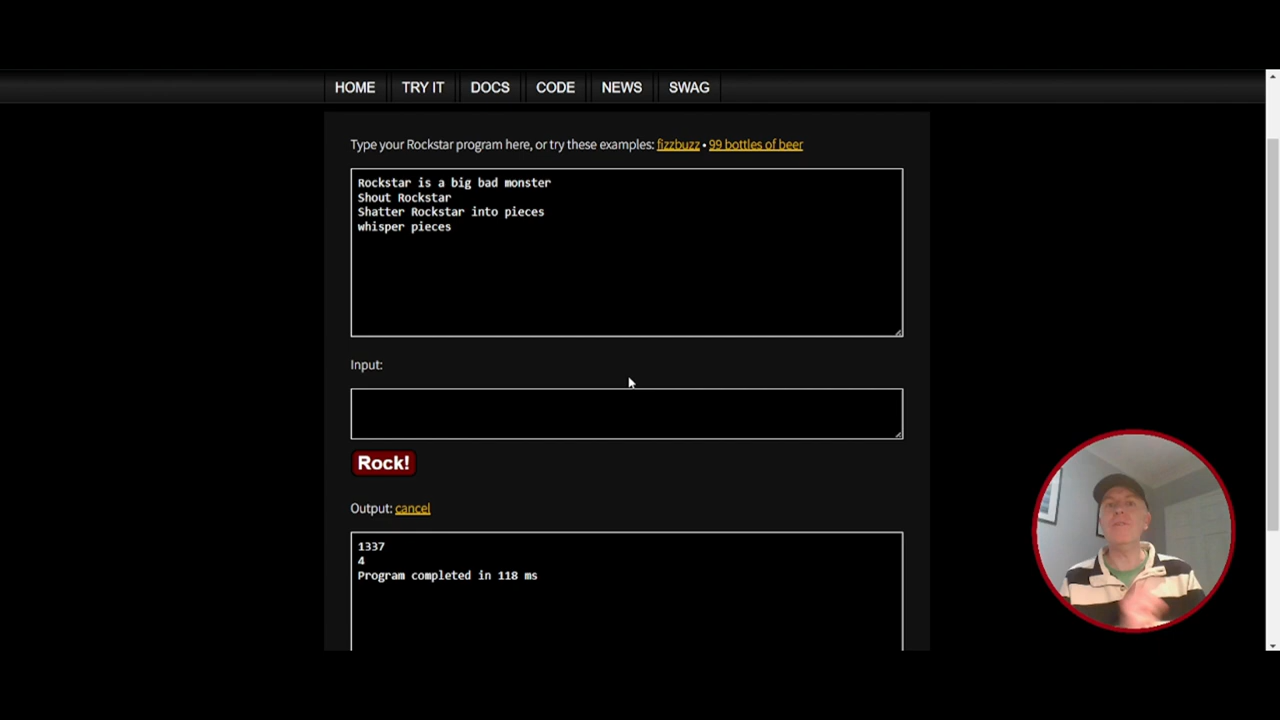 HOME TRY IT DOCS CODE NEWS SWAG
Type your Rockstar program here, or try these examples: fizzbuzz • 99 bottles of beer
Rockstar is a big bad monster
Shout Rockstar
Shatter Rockstar into pieces
whisper pieces
Input:
Rock!
Output: cancel
1337
4
Program completed in 118 ms